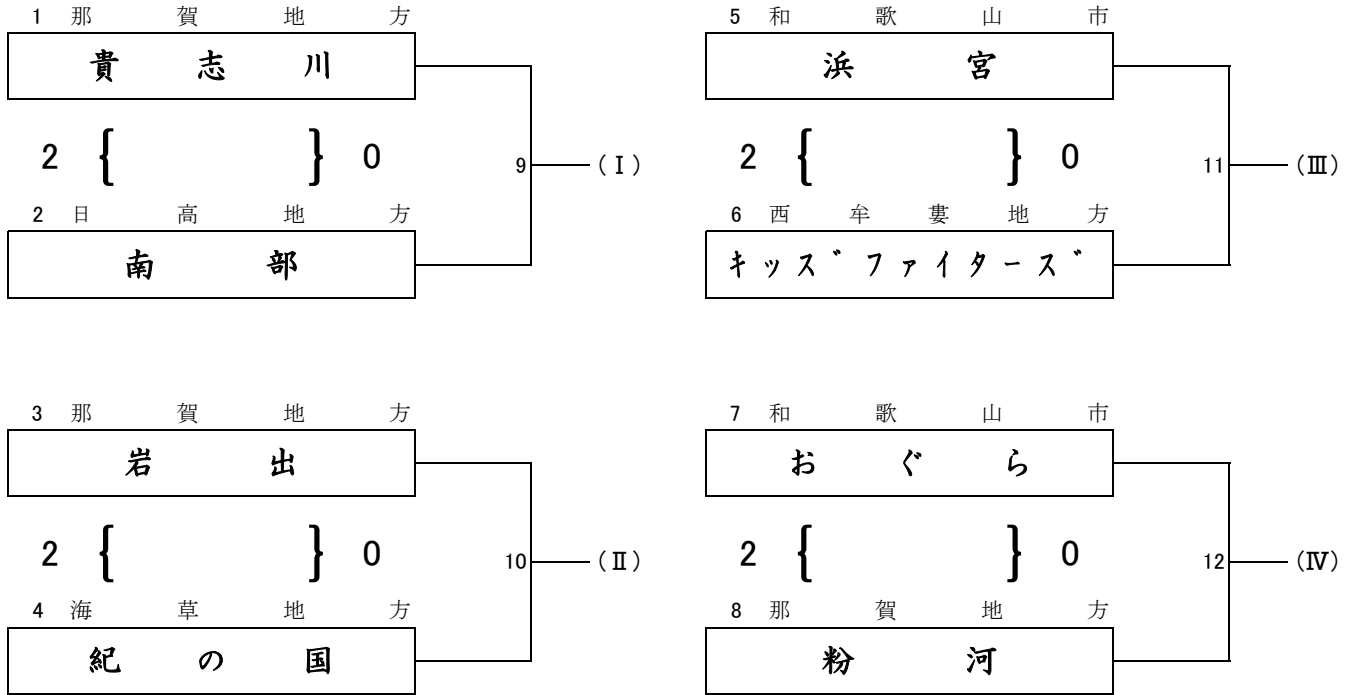 1 那賀地方
貴志川
2 { } 0
9 (Ⅰ)
2 日高地方
南部
5 和歌山市
浜宮
2 { } 0
11 (Ⅲ)
6 西牟婁地方
キッズファイターズ
3 那賀地方
岩出
2 { } 0
10 (Ⅱ)
4 海草地方
紀の国
7 和歌山市
おぐら
2 { } 0
12 (Ⅳ)
8 那賀地方
粉河